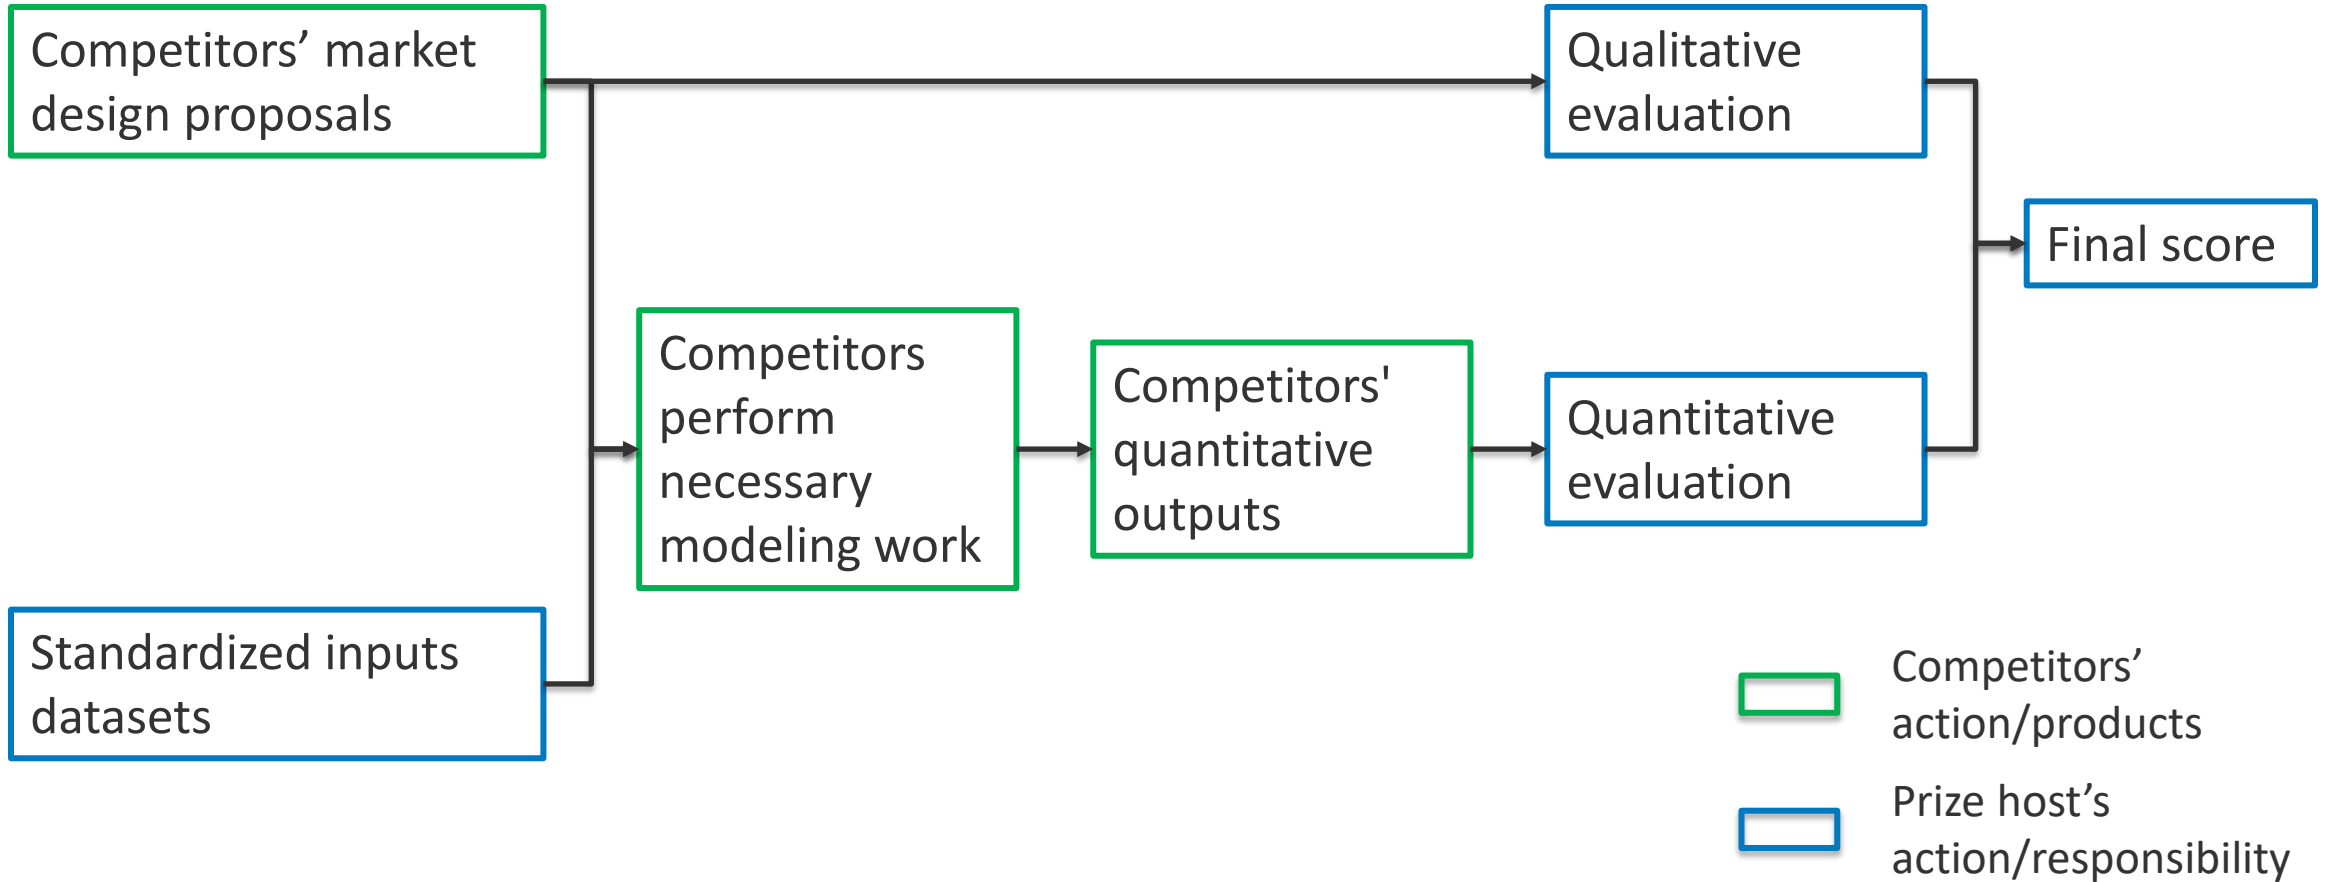 Competitors’ market
design proposals
Qualitative
evaluation
Final score
Competitors
perform
necessary
modeling work
Competitors'
quantitative
outputs
Quantitative
evaluation
Standardized inputs
datasets
Competitors’
action/products
Prize host’s
action/responsibility